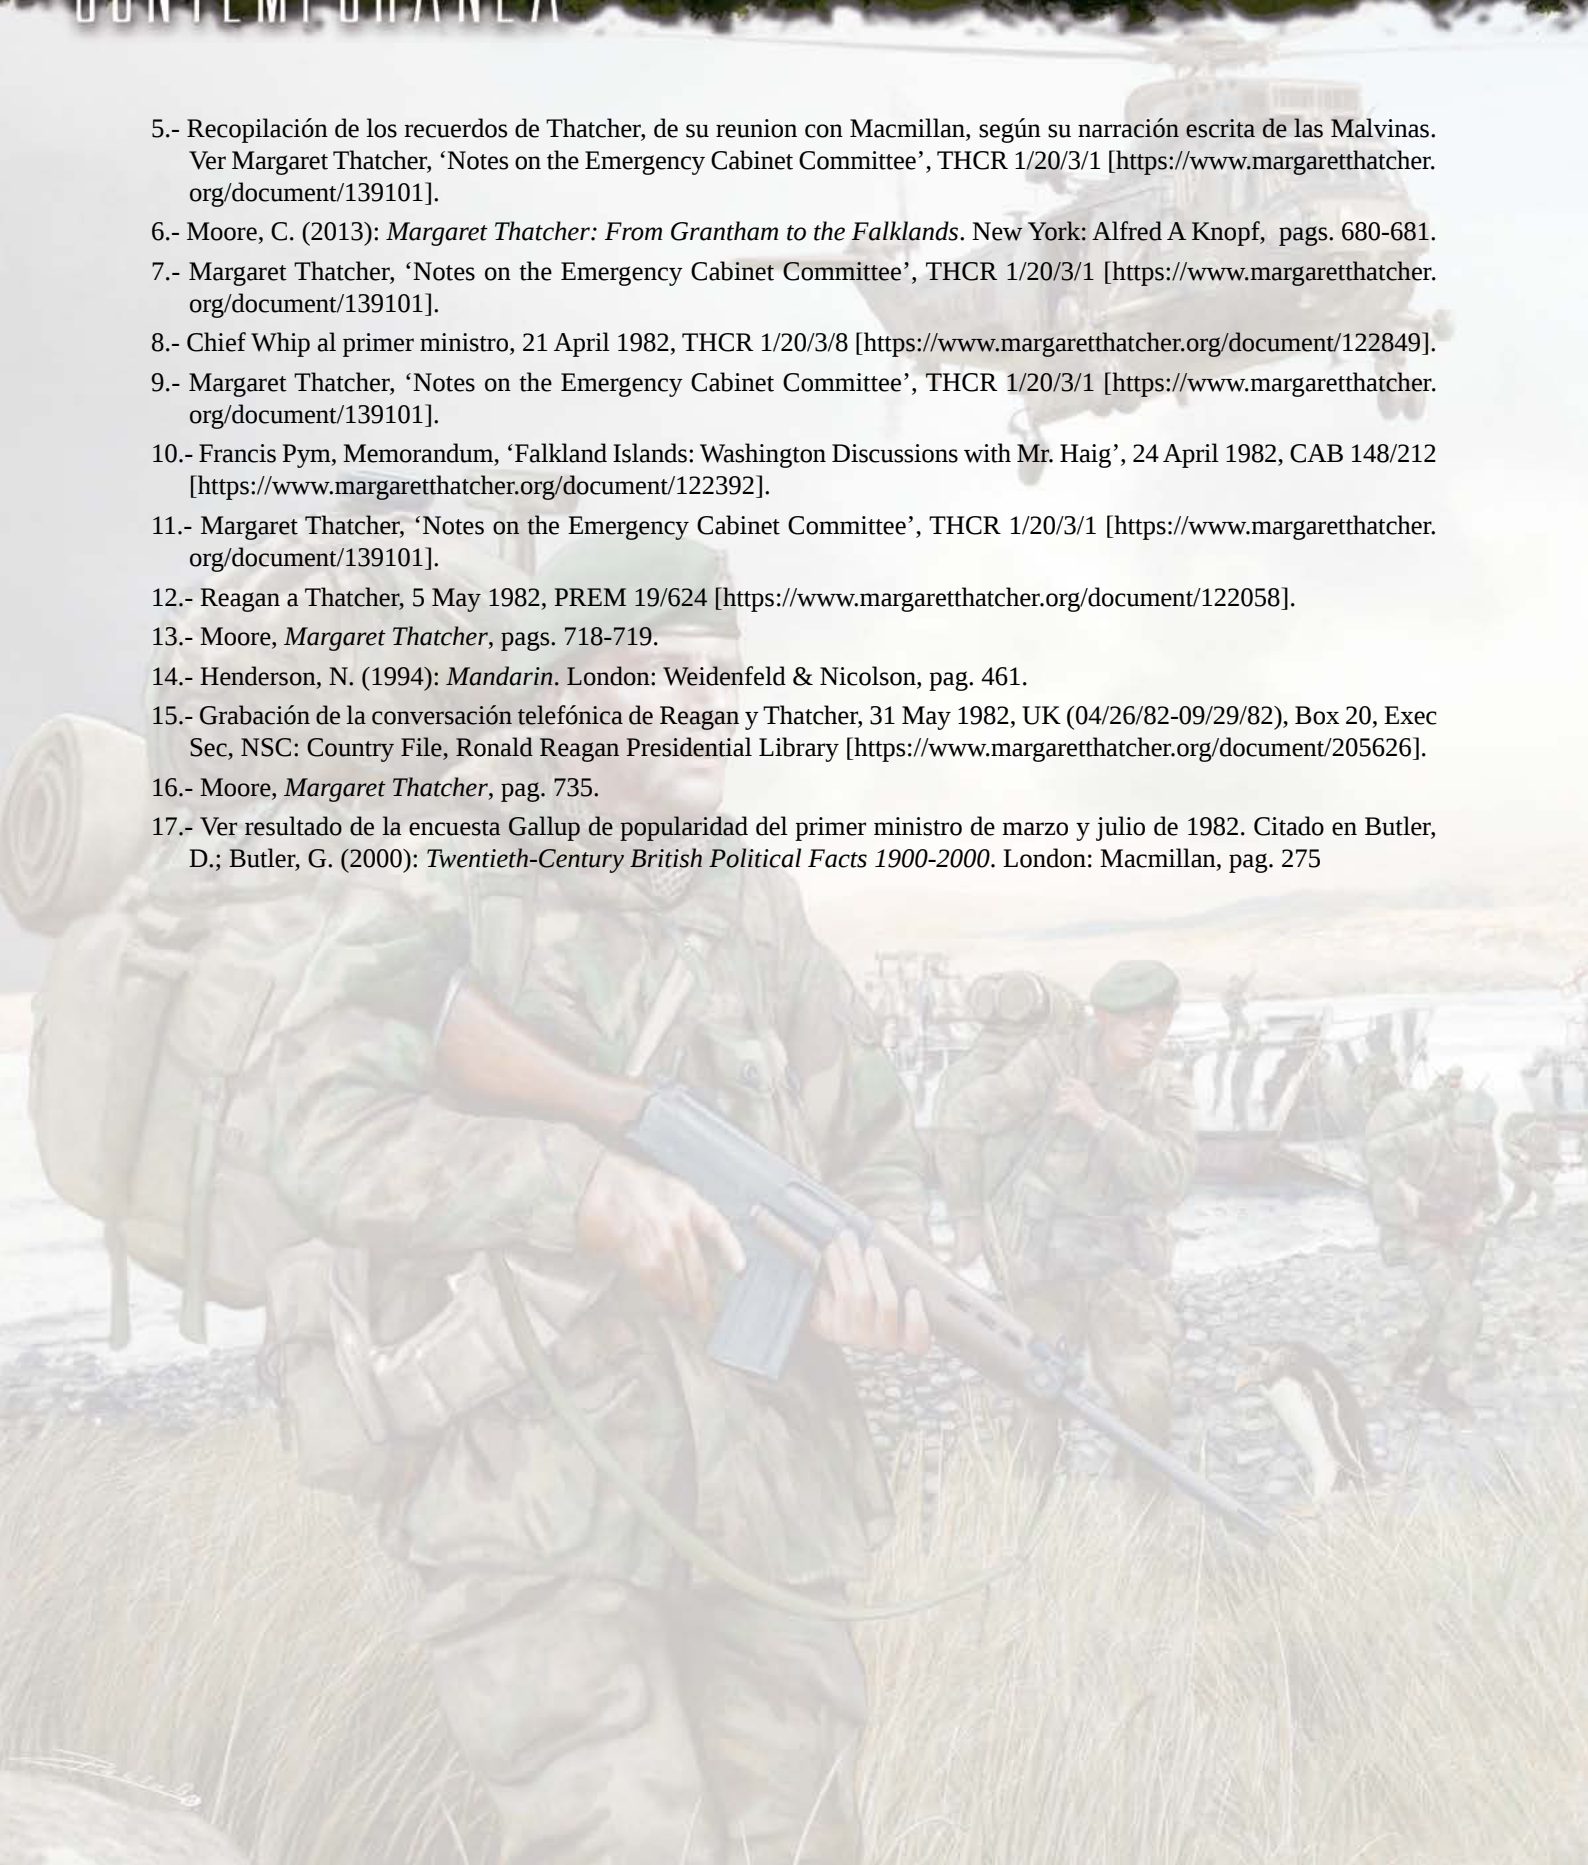 CONTEMPORÁNEA
5.- Recopilación de los recuerdos de Thatcher, de su reunion con Macmillan, según su narración escrita de las Malvinas.
Ver Margaret Thatcher, ‘Notes on the Emergency Cabinet Committee’, THCR 1/20/3/1 [https://www.margaretthatcher.
org/document/139101].
6.- Moore, C. (2013): Margaret Thatcher: From Grantham to the Falklands. New York: Alfred A Knopf, pags. 680-681.
7.- Margaret Thatcher, ‘Notes on the Emergency Cabinet Committee’, THCR 1/20/3/1 [https://www.margaretthatcher.
org/document/139101].
8.- Chief Whip al primer ministro, 21 April 1982, THCR 1/20/3/8 [https://www.margaretthatcher.org/document/122849].
9.- Margaret Thatcher, ‘Notes on the Emergency Cabinet Committee’, THCR 1/20/3/1 [https://www.margaretthatcher.
org/document/139101].
10.- Francis Pym, Memorandum, ‘Falkland Islands: Washington Discussions with Mr. Haig’, 24 April 1982, CAB 148/212
[https://www.margaretthatcher.org/document/122392].
11.- Margaret Thatcher, ‘Notes on the Emergency Cabinet Committee’, THCR 1/20/3/1 [https://www.margaretthatcher.
org/document/139101].
12.- Reagan a Thatcher, 5 May 1982, PREM 19/624 [https://www.margaretthatcher.org/document/122058].
13.- Moore, Margaret Thatcher, pags. 718-719.
14.- Henderson, N. (1994): Mandarin. London: Weidenfeld & Nicolson, pag. 461.
15.- Grabación de la conversación telefónica de Reagan y Thatcher, 31 May 1982, UK (04/26/82-09/29/82), Box 20, Exec
Sec, NSC: Country File, Ronald Reagan Presidential Library [https://www.margaretthatcher.org/document/205626].
16.- Moore, Margaret Thatcher, pag. 735.
17.- Ver resultado de la encuesta Gallup de popularidad del primer ministro de marzo y julio de 1982. Citado en Butler,
D.; Butler, G. (2000): Twentieth-Century British Political Facts 1900-2000. London: Macmillan, pag. 275